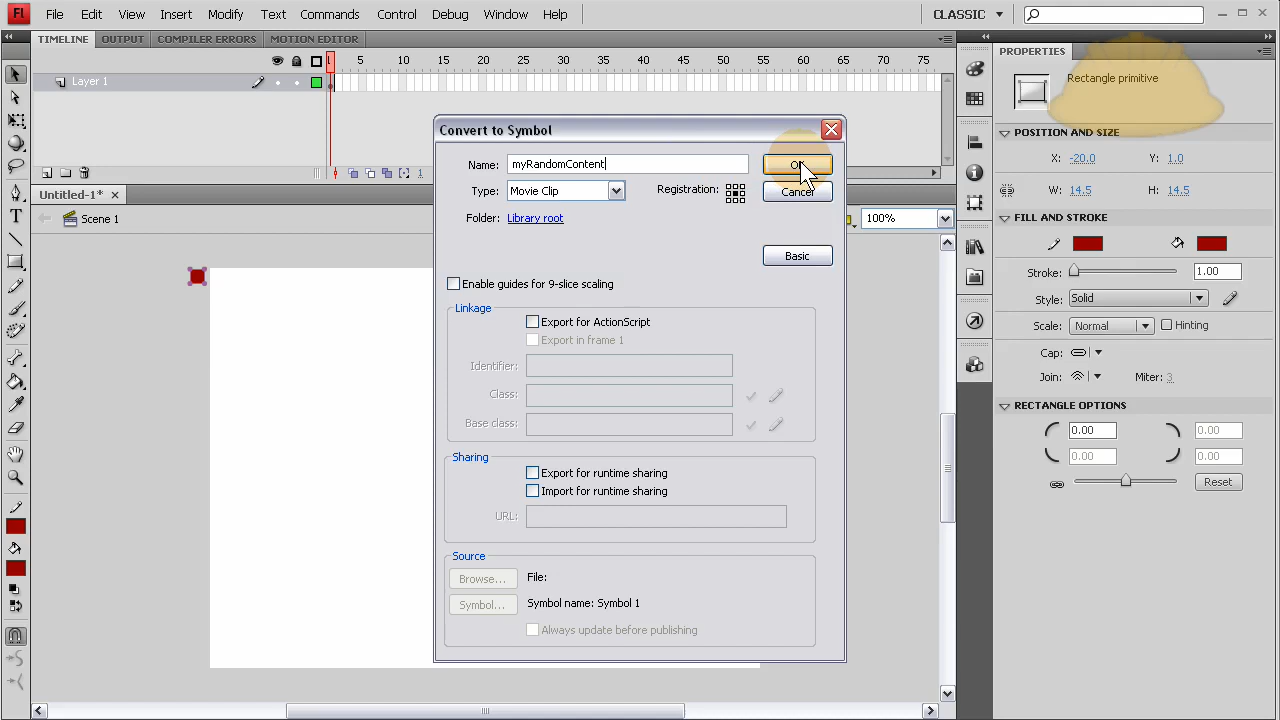 Fl File Edit View Insert Modify Text Commands Control Debug Window Help CLASSIC
TIMELINE OUTPUT COMPILER ERRORS MOTION EDITOR
PROPERTIES
1 5 10 15 20 25 30 35 40 45 50 55 60 65 70 75
Layer 1
Rectangle primitive
Convert to Symbol
POSITION AND SIZE
Name: myRandomContent
X: -20.0 Y: 1.0
1
Untitled-1*
Type: Movie Clip Registration: Cancel
W: 14.5 H: 14.5
Scene 1
Folder: Library root
100%
FILL AND STROKE
Basic
Stroke: 1.00
Enable guides for 9-slice scaling
Style: Solid
Linkage
Export for ActionScript
Scale: Normal Hinting
Export in frame 1
Cap:
Identifier:
Join: Miter: 3
Class:
RECTANGLE OPTIONS
Base class:
0.00 0.00
0.00 0.00
Sharing
Export for runtime sharing
Reset
Import for runtime sharing
URL:
Source
Browse... File:
Symbol... Symbol name: Symbol 1
Always update before publishing